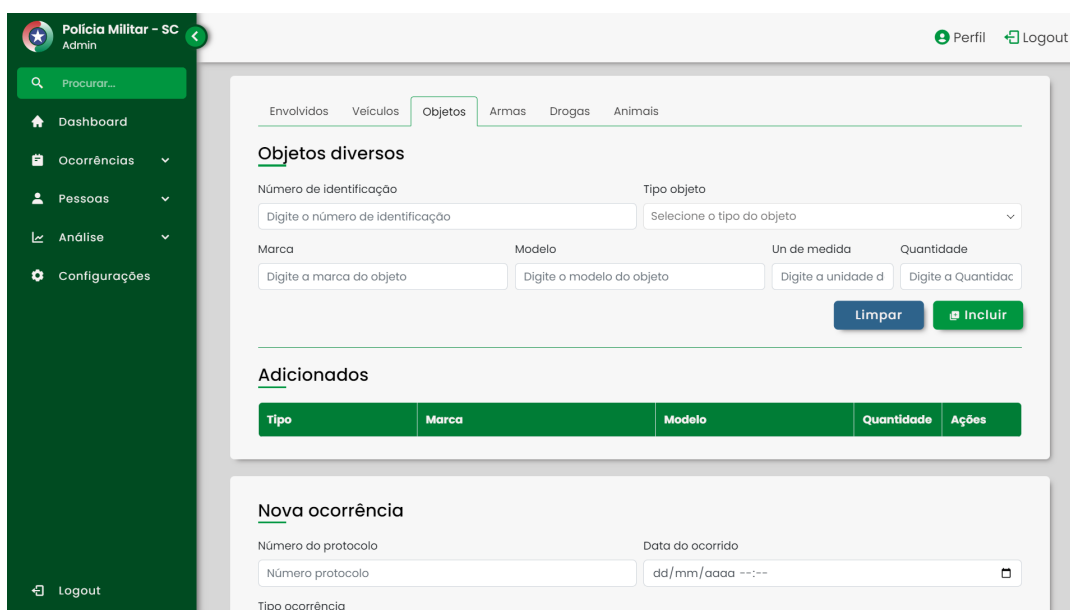 Polícia Militar - SC
Admin
Perfil
Logout
Procurar...
Dashboard
Ocorrências
Pessoas
Análise
Configurações
Logout
Envolvidos Veículos Objetos Armas Drogas Animais
Objetos diversos
Número de identificação Tipo objeto
Digite o número de identificação Selecione o tipo do objeto
Marca Modelo Un de medida Quantidade
Digite a marca do objeto Digite o modelo do objeto Digite a unidade d Digite a Quantidac
Limpar Incluir
Adicionados
Tipo Marca Modelo Quantidade Ações
Nova ocorrência
Número do protocolo Data do ocorrido
Número protocolo dd/mm/aaaa --:--
Tipo ocorrência